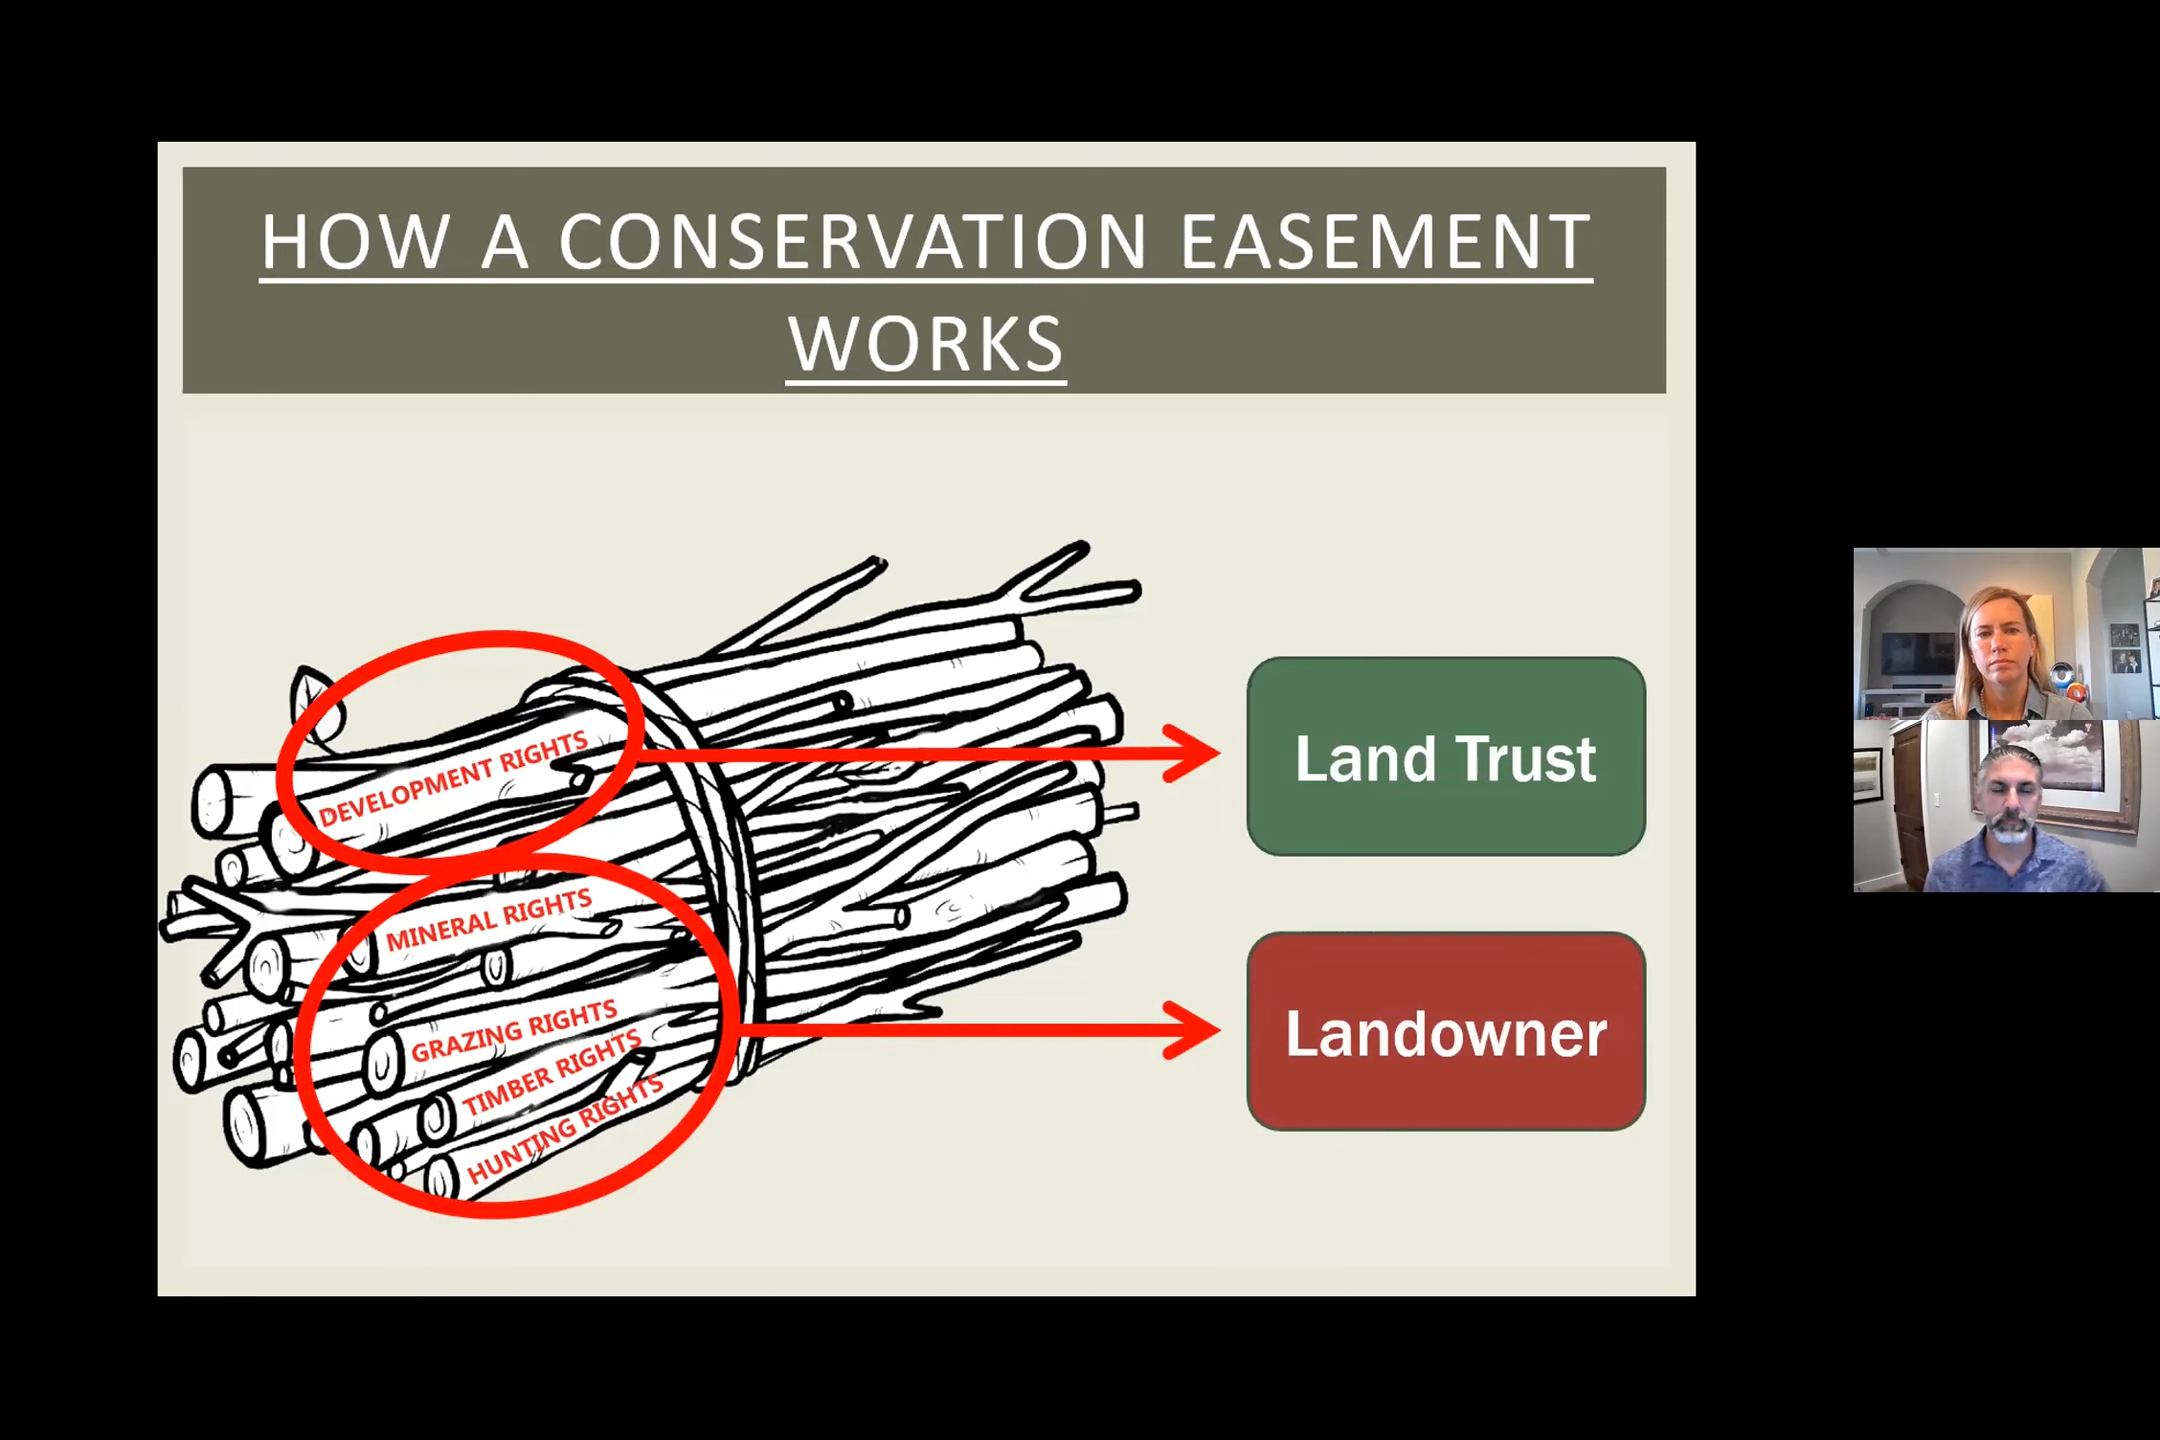 HOW A CONSERVATION EASEMENT
WORKS
DEVELOPMENT RIGHTS
MINERAL RIGHTS
GRAZING RIGHTS
TIMBER RIGHTS
HUNTING RIGHTS
Land Trust
Landowner